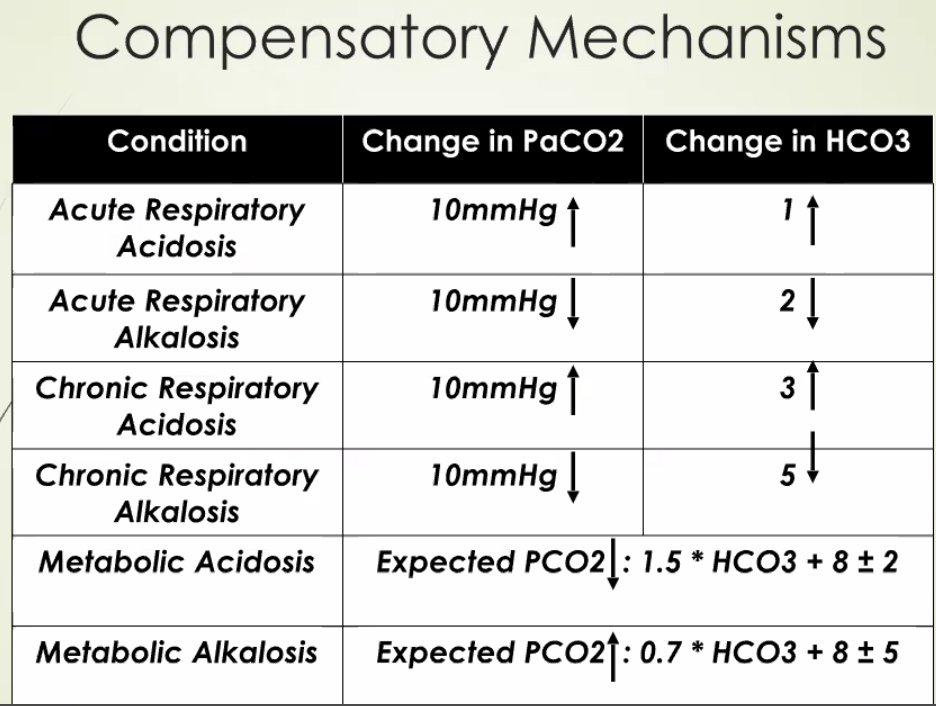 Compensatory Mechanisms
Condition Change in PaCO2 Change in HCO3
Acute Respiratory
Acidosis
10mmHg ↑ 1 ↑
Acute Respiratory
Alkalosis
10mmHg ↓ 2 ↓
Chronic Respiratory
Acidosis
10mmHg ↑ 3 ↑
Chronic Respiratory
Alkalosis
10mmHg ↓ 5 ↓
Metabolic Acidosis Expected PCO2↓: 1.5 * HCO3 + 8 ± 2
Metabolic Alkalosis Expected PCO2↑: 0.7 * HCO3 + 8 ± 5